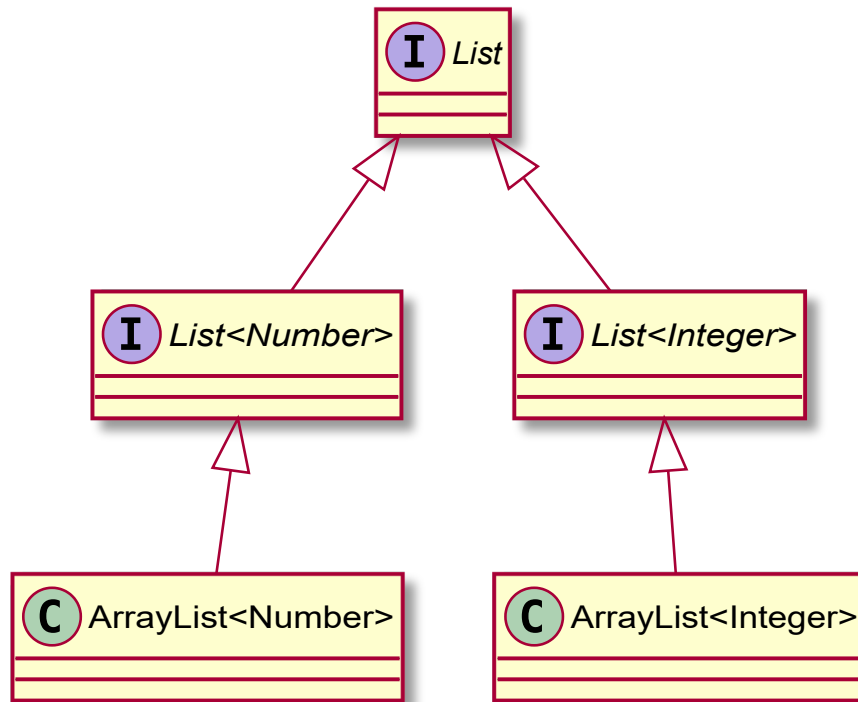 I List
I List<Number>
I List<Integer>
C ArrayList<Number>
C ArrayList<Integer>